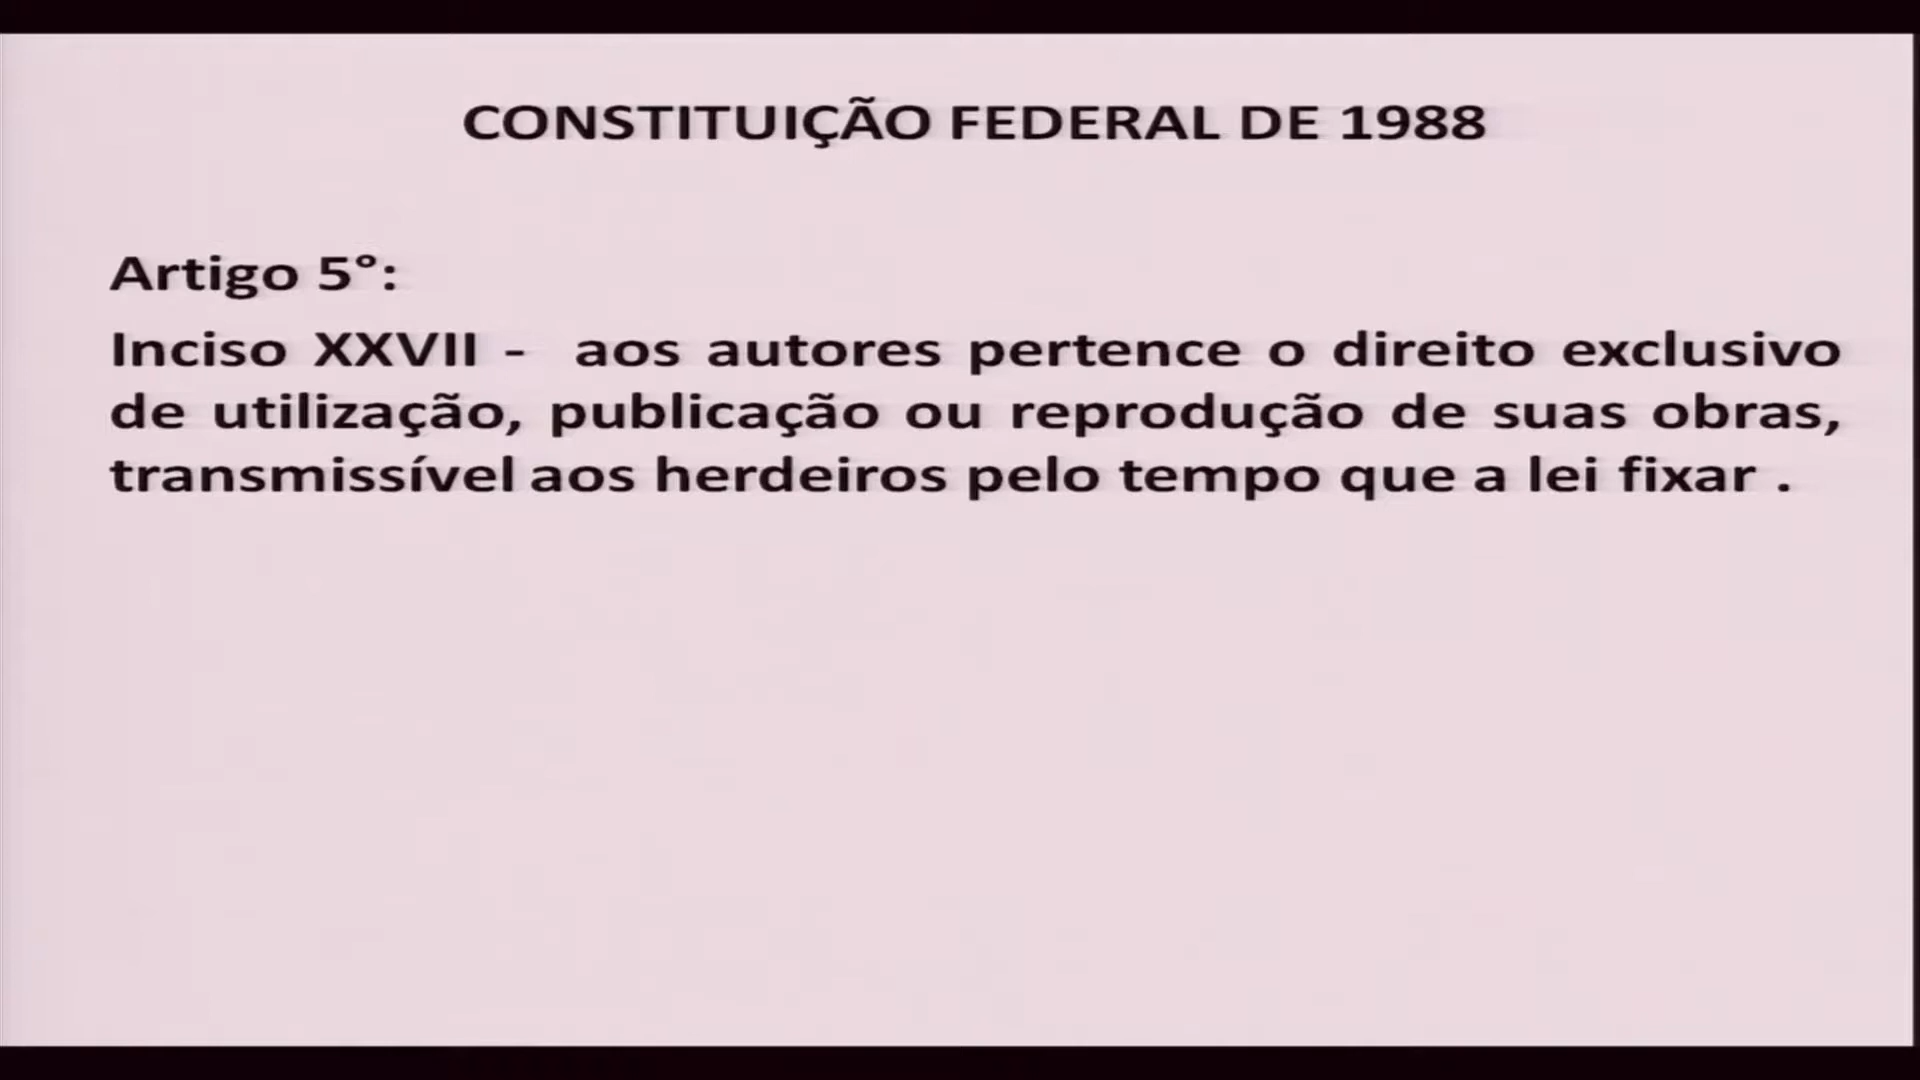 CONSTITUIÇÃO FEDERAL DE 1988
Artigo 5°:
Inciso XXVII - aos autores pertence o direito exclusivo
de utilização, publicação ou reprodução de suas obras,
transmissível aos herdeiros pelo tempo que a lei fixar .